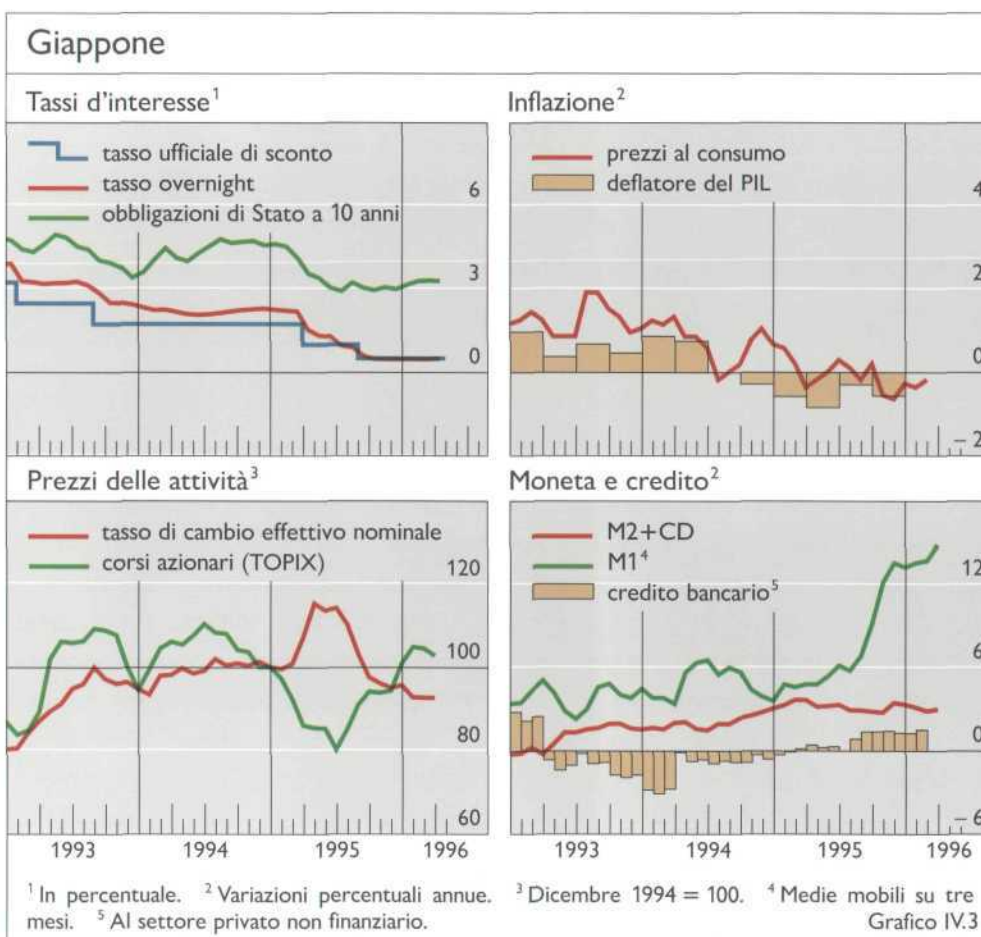 Giappone
Tassi d'interesse¹
tasso ufficiale di sconto
tasso overnight
obbligazioni di Stato a 10 anni
6
3
0
Inflazione²
prezzi al consumo
deflatore del PIL
4
2
0
– 2
Prezzi delle attività³
tasso di cambio effettivo nominale
corsi azionari (TOPIX)
120
100
80
60
1993 1994 1995 1996
Moneta e credito²
M2+CD
M1⁴
credito bancario⁵
12
6
0
– 6
1993 1994 1995 1996
¹ In percentuale. ² Variazioni percentuali annue. ³ Dicembre 1994 = 100. ⁴ Medie mobili su tre
mesi. ⁵ Al settore privato non finanziario.
Grafico IV.3